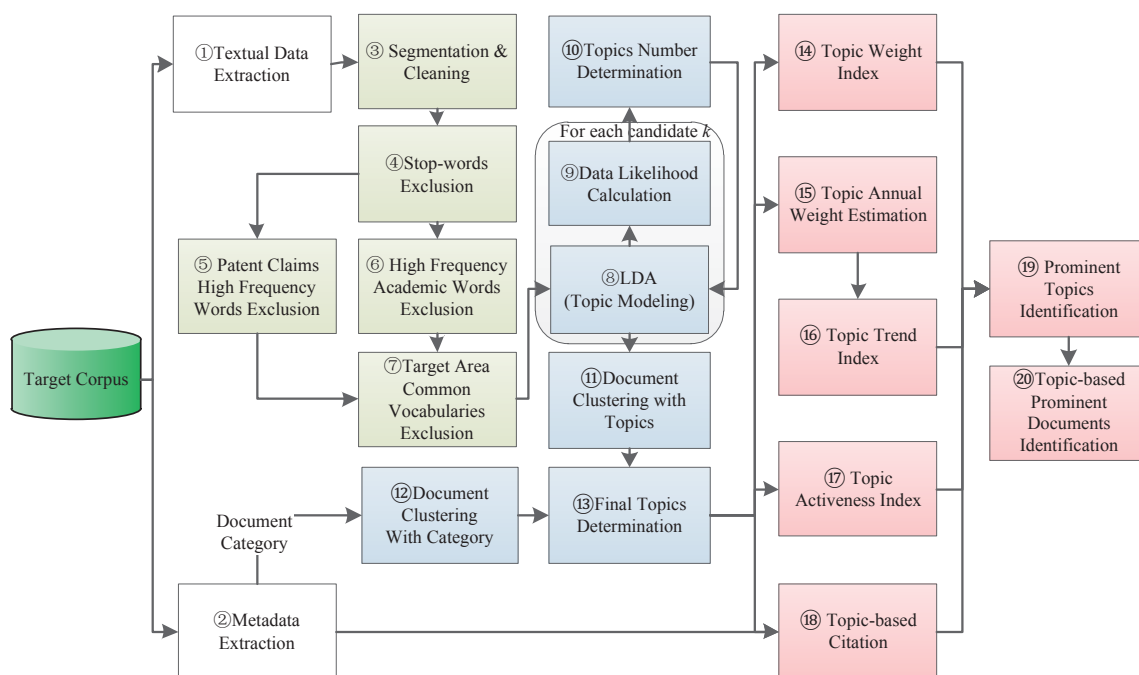 ①Textual Data
Extraction
③ Segmentation &
Cleaning
④Stop-words
Exclusion
⑤ Patent Claims
High Frequency
Words Exclusion
⑥ High Frequency
Academic Words
Exclusion
⑦Target Area
Common
Vocabularies
Exclusion
Target Corpus
⑩Topics Number
Determination
For each candidate k
⑨Data Likelihood
Calculation
⑧LDA
(Topic Modeling)
⑪Document
Clustering with
Topics
⑫Document
Clustering
With Category
⑬Final Topics
Determination
Document
Category
②Metadata
Extraction
⑭ Topic Weight
Index
⑮ Topic Annual
Weight Estimation
⑯ Topic Trend
Index
⑰ Topic
Activeness Index
⑱ Topic-based
Citation
⑲ Prominent
Topics
Identification
⑳Topic-based
Prominent
Documents
Identification